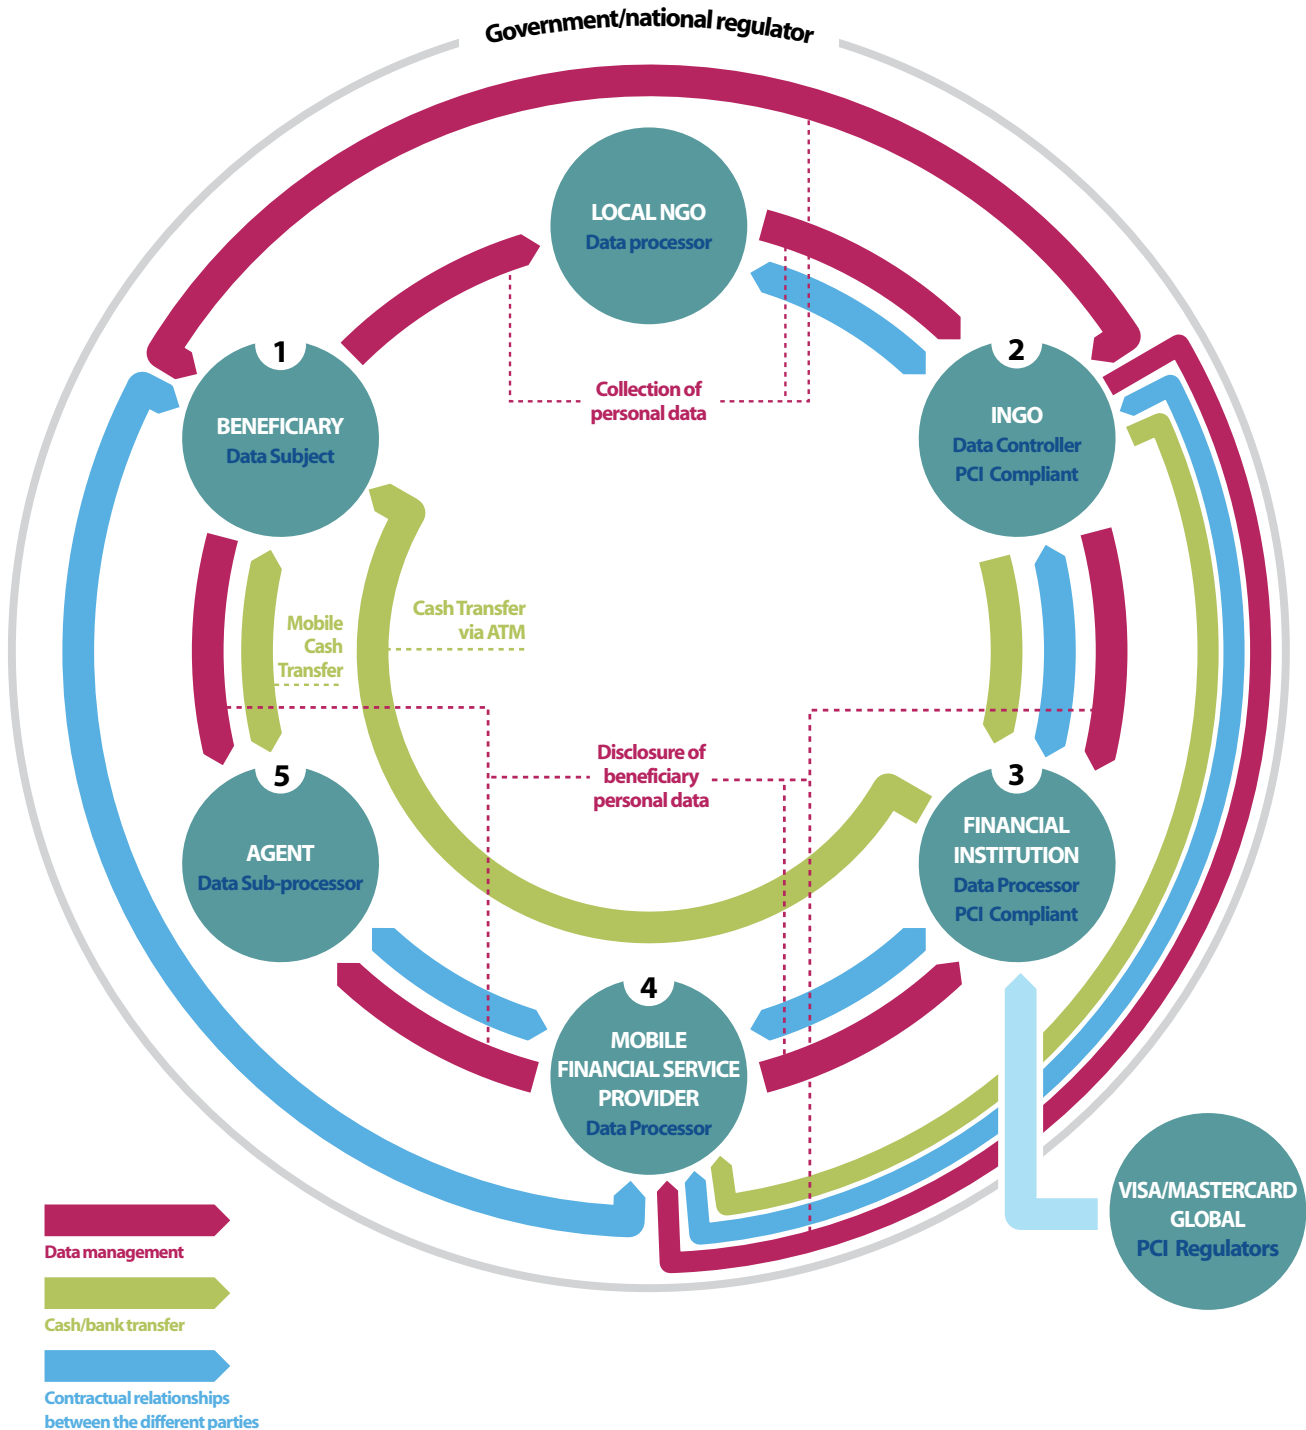 Government/national regulator
LOCAL NGO
Data processor
1
BENEFICIARY
Data Subject
2
INGO
Data Controller
PCI Compliant
Collection of
personal data
Mobile
Cash
Transfer
Cash Transfer
via ATM
Disclosure of
beneficiary
personal data
5
AGENT
Data Sub-processor
3
FINANCIAL
INSTITUTION
Data Processor
PCI Compliant
4
MOBILE
FINANCIAL SERVICE
PROVIDER
Data Processor
VISA/MASTERCARD
GLOBAL
PCI Regulators
Data management
Cash/bank transfer
Contractual relationships
between the different parties